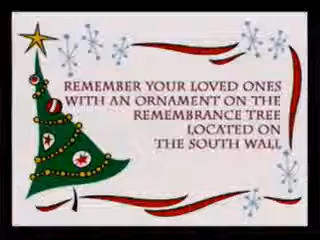 REMEMBER YOUR LOVED ONES
WITH AN ORNAMENT ON THE
REMEMBRANCE TREE
LOCATED ON
THE SOUTH WALL